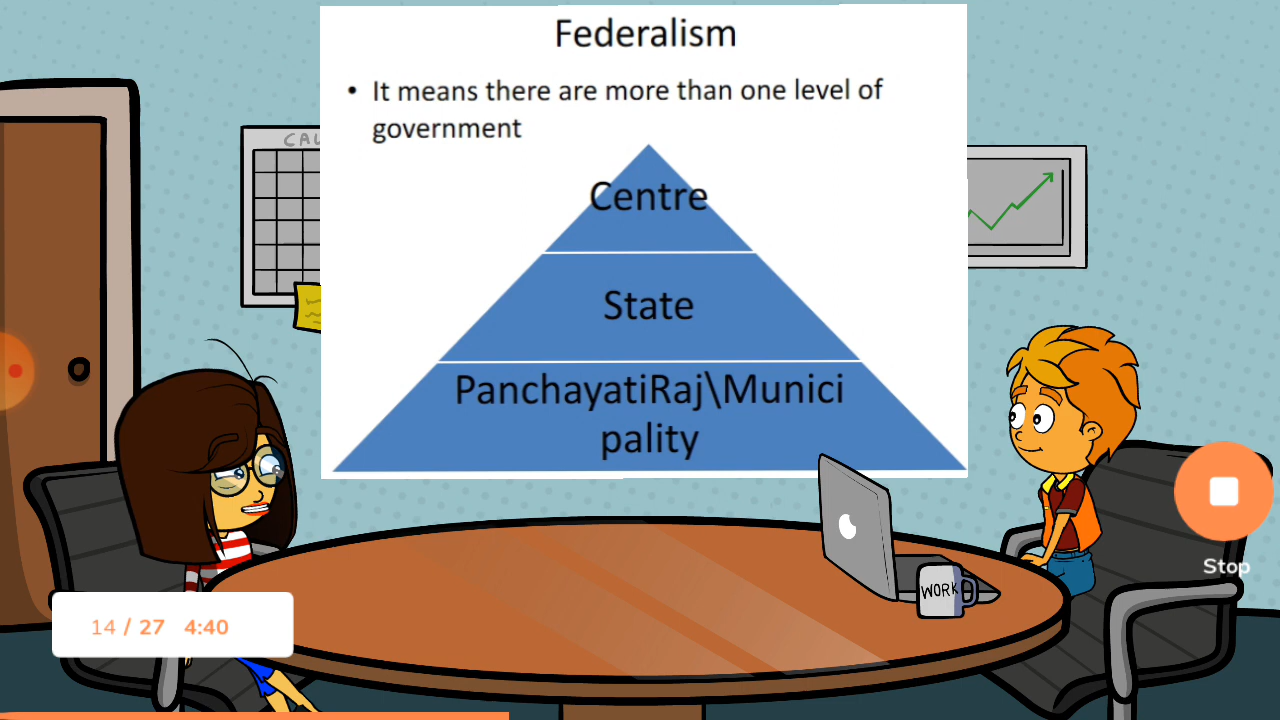 Federalism
• It means there are more than one level of
government
CAL
Centre
State
PanchayatiRaj\Munici
pality
WORK
Stop
14 / 27 4:40